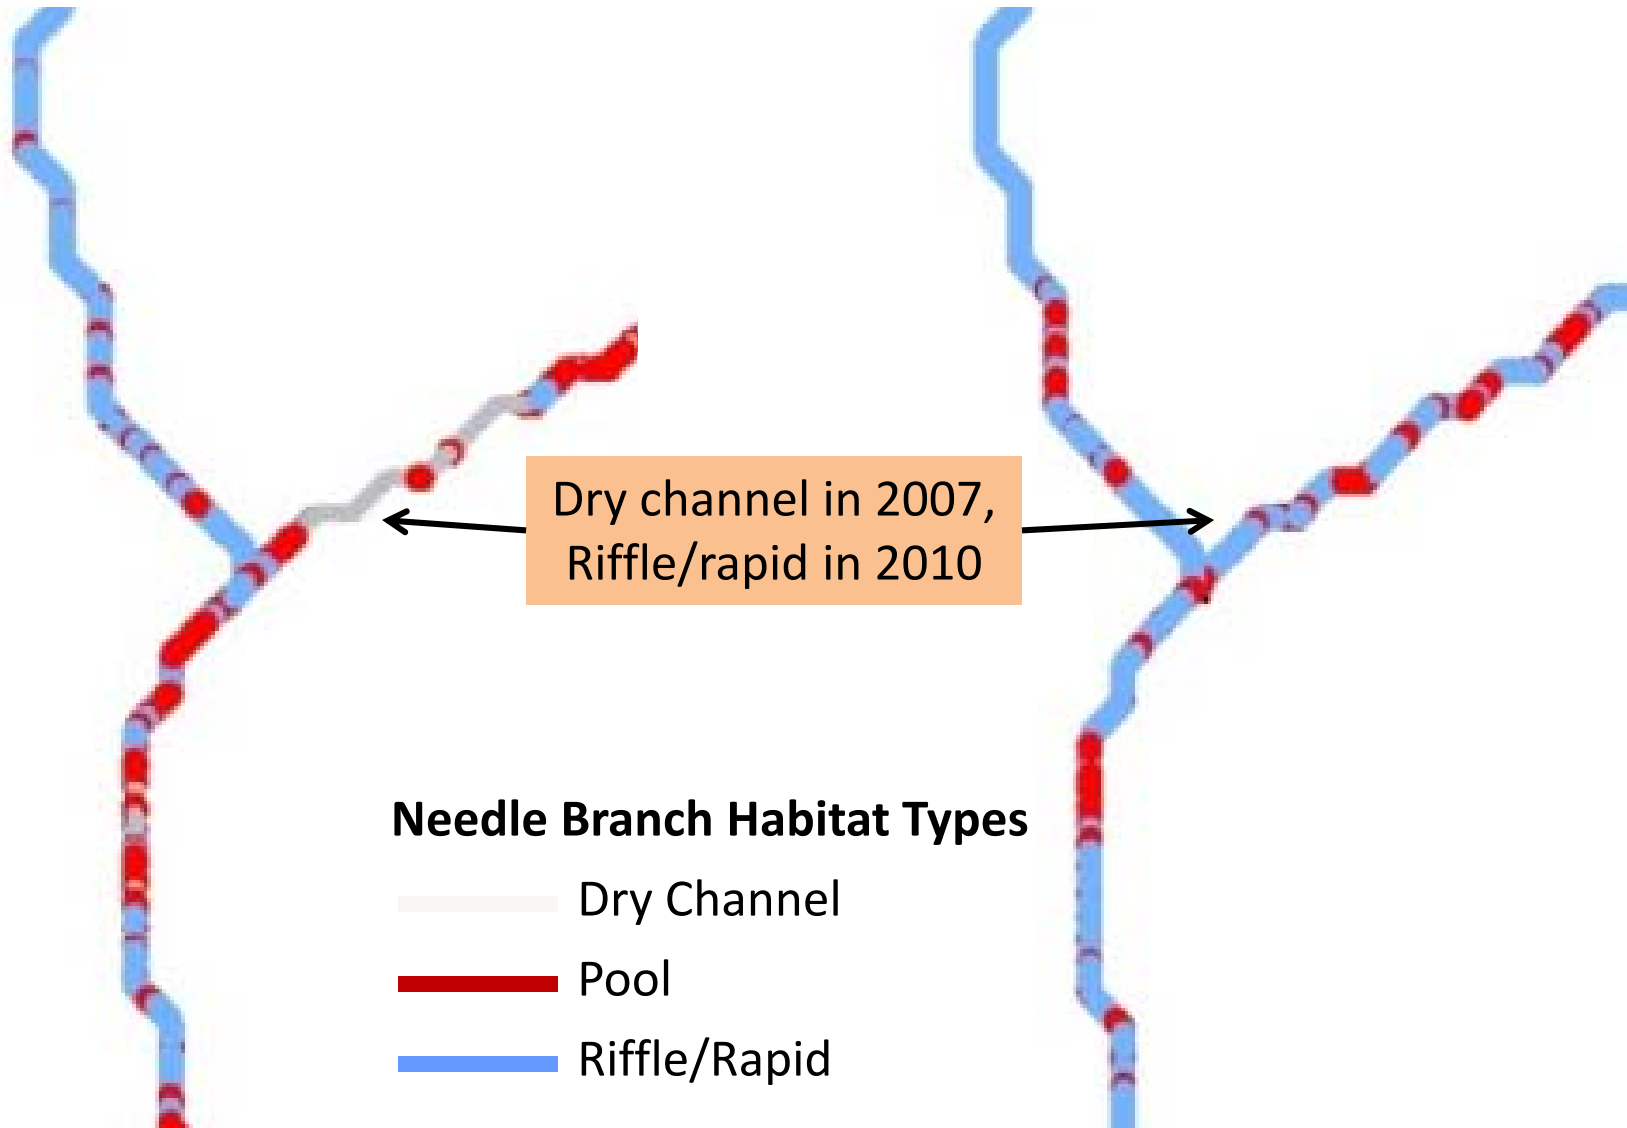 Dry channel in 2007,
Riffle/rapid in 2010
Needle Branch Habitat Types
Dry Channel
Pool
Riffle/Rapid